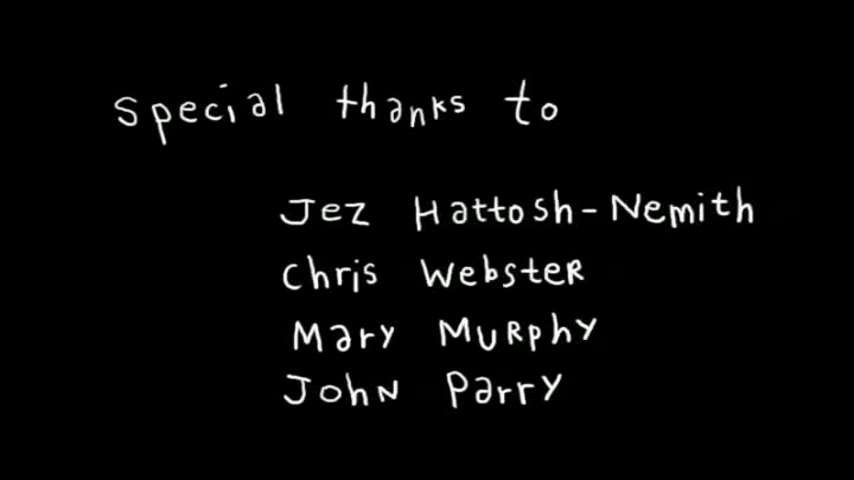 special thanks to
Jez Hattosh-Nemith
Chris Webster
Mary Murphy
John Parry